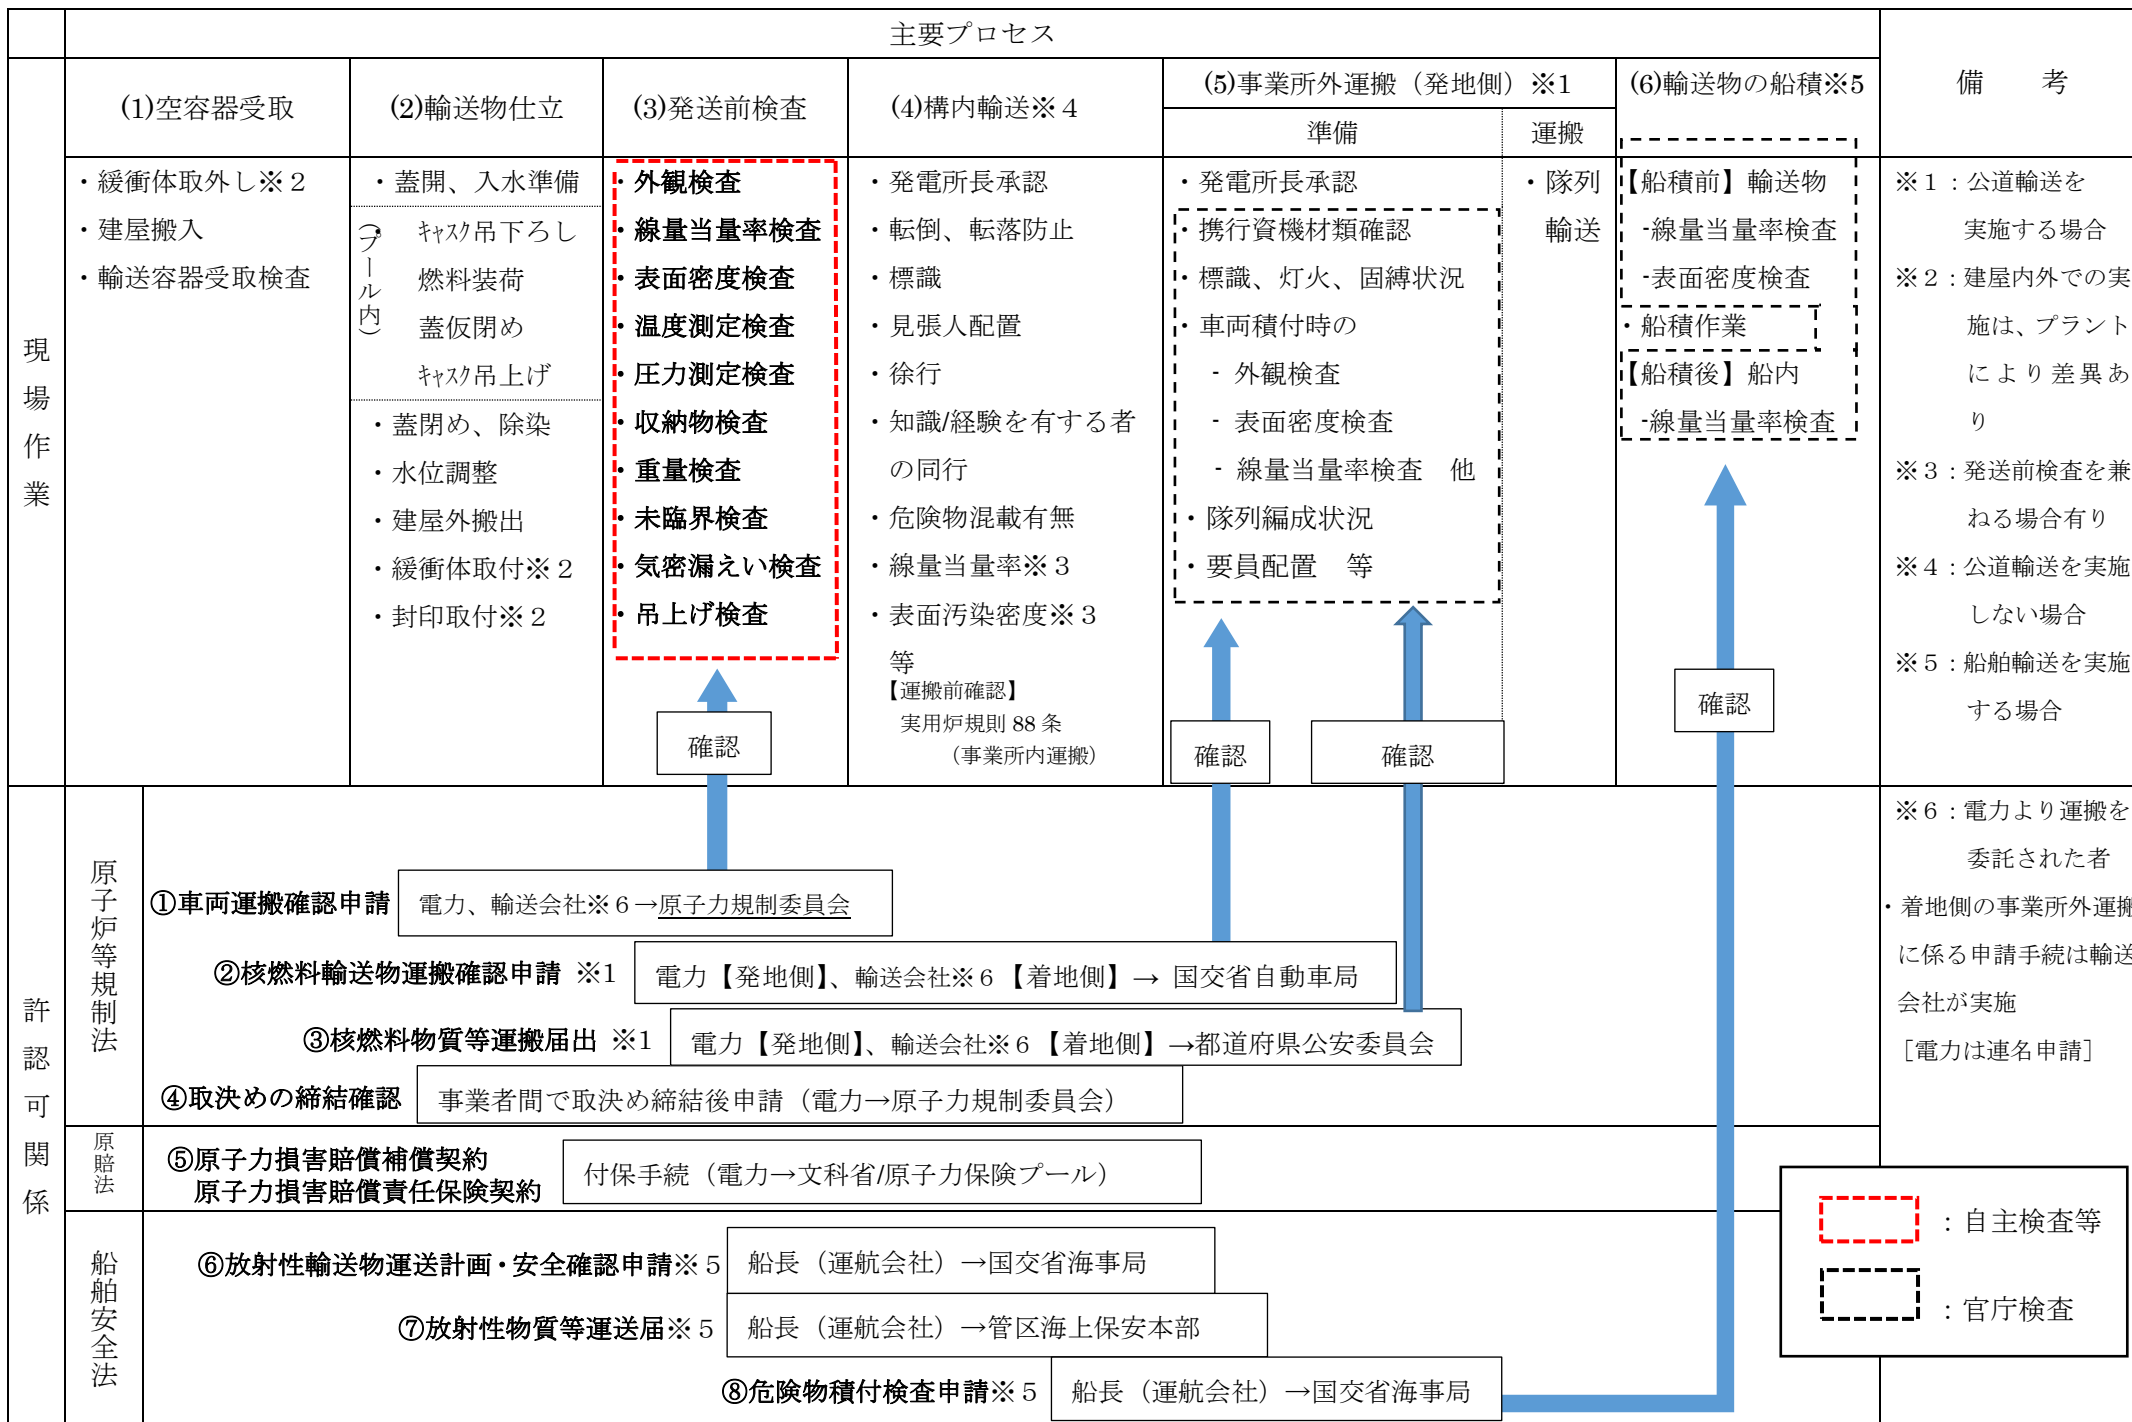 主要プロセス
備　考
(1)空容器受取
(2)輸送物仕立
(3)発送前検査
(4)構内輸送※４
(5)事業所外運搬（発地側）※1
準備
運搬
(6)輸送物の船積※5
現場作業
・緩衝体取外し※２
・建屋搬入
・輸送容器受取検査
・蓋開、入水準備
（プール内）
・ｷｬｽｸ吊下ろし
燃料装荷
蓋仮閉め
ｷｬｽｸ吊上げ
・蓋閉め、除染
・水位調整
・建屋外搬出
・緩衝体取付※２
・封印取付※２
・外観検査
・線量当量率検査
・表面密度検査
・温度測定検査
・圧力測定検査
・収納物検査
・重量検査
・未臨界検査
・気密漏えい検査
・吊上げ検査
・発電所長承認
・転倒、転落防止
・標識
・見張人配置
・徐行
・知識/経験を有する者
の同行
・危険物混載有無
・線量当量率※３
・表面汚染密度※３
等
【運搬前確認】
実用炉規則 88 条
（事業所内運搬）
・発電所長承認
・携行資機材類確認
・標識、灯火、固縛状況
・車両積付時の
- 外観検査
- 表面密度検査
- 線量当量率検査　他
・隊列編成状況
・要員配置　等
・隊列
輸送
【船積前】輸送物
-線量当量率検査
-表面密度検査
・船積作業
【船積後】船内
-線量当量率検査
※１：公道輸送を
実施する場合
※２：建屋内外での実
施は、プラント
により差異あ
り
※３：発送前検査を兼
ねる場合有り
※４：公道輸送を実施
しない場合
※５：船舶輸送を実施
する場合
確認
確認
確認
確認
許認可関係
原子炉等規制法
①車両運搬確認申請
電力、輸送会社※６→原子力規制委員会
②核燃料輸送物運搬確認申請 ※1
電力【発地側】、輸送会社※６【着地側】→ 国交省自動車局
③核燃料物質等運搬届出 ※1
電力【発地側】、輸送会社※６【着地側】→都道府県公安委員会
④取決めの締結確認
事業者間で取決め締結後申請（電力→原子力規制委員会）
※６：電力より運搬を
委託された者
・着地側の事業所外運搬
に係る申請手続は輸送
会社が実施
［電力は連名申請］
原賠法
⑤原子力損害賠償補償契約
原子力損害賠償責任保険契約
付保手続（電力→文科省/原子力保険プール）
船舶安全法
⑥放射性輸送物運送計画・安全確認申請※５
船長（運航会社）→国交省海事局
⑦放射性物質等運送届※５
船長（運航会社）→管区海上保安本部
⑧危険物積付検査申請※５
船長（運航会社）→国交省海事局
：自主検査等
：官庁検査